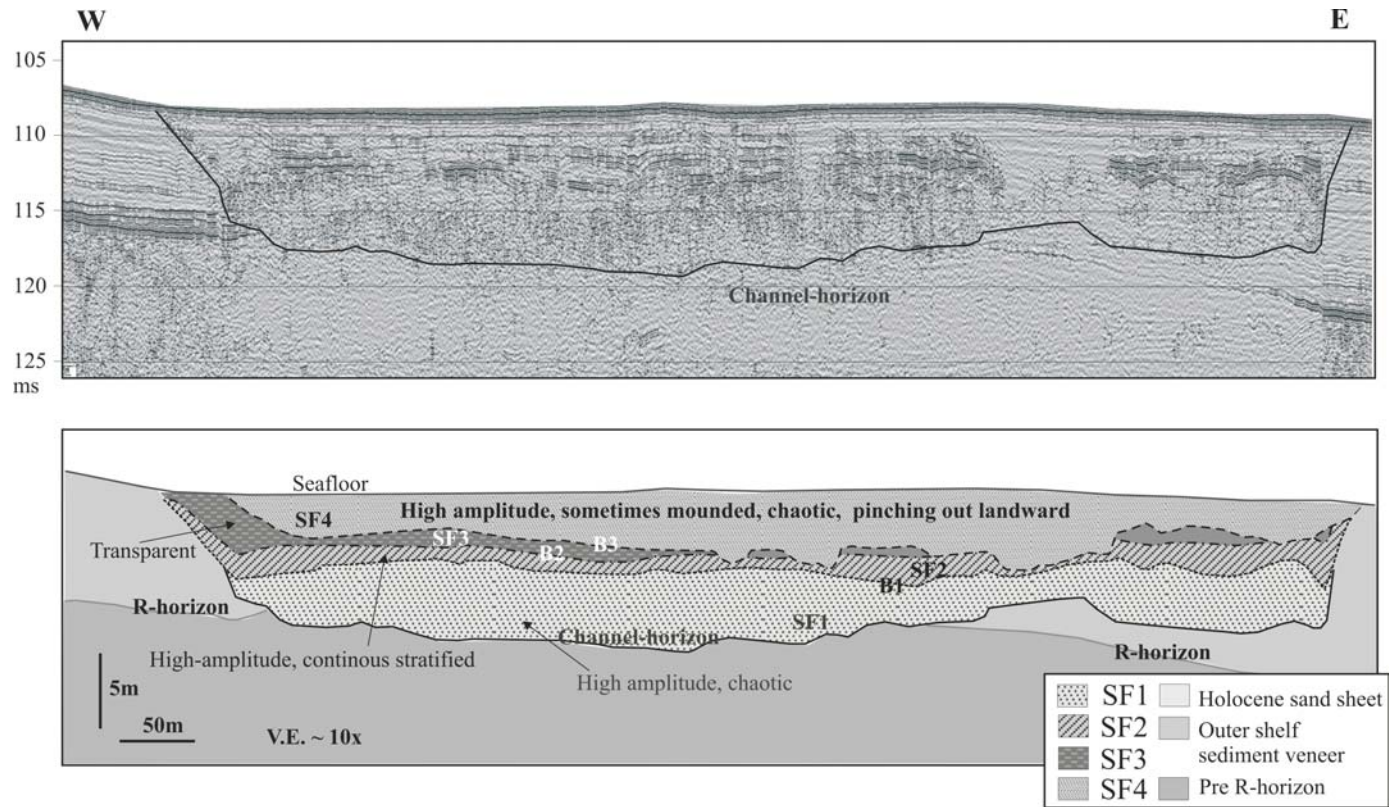 W
E
105
110
115
120
125
ms
Channel-horizon
Seafloor
High amplitude, sometimes mounded, chaotic, pinching out landward
SF4
SF3
B2
B3
SF2
B1
Transparent
R-horizon
SF1
Channel-horizon
R-horizon
High-amplitude, continous stratified
High amplitude, chaotic
5m
50m
V.E. ~ 10x
SF1
SF2
SF3
SF4
Holocene sand sheet
Outer shelf
sediment veneer
Pre R-horizon